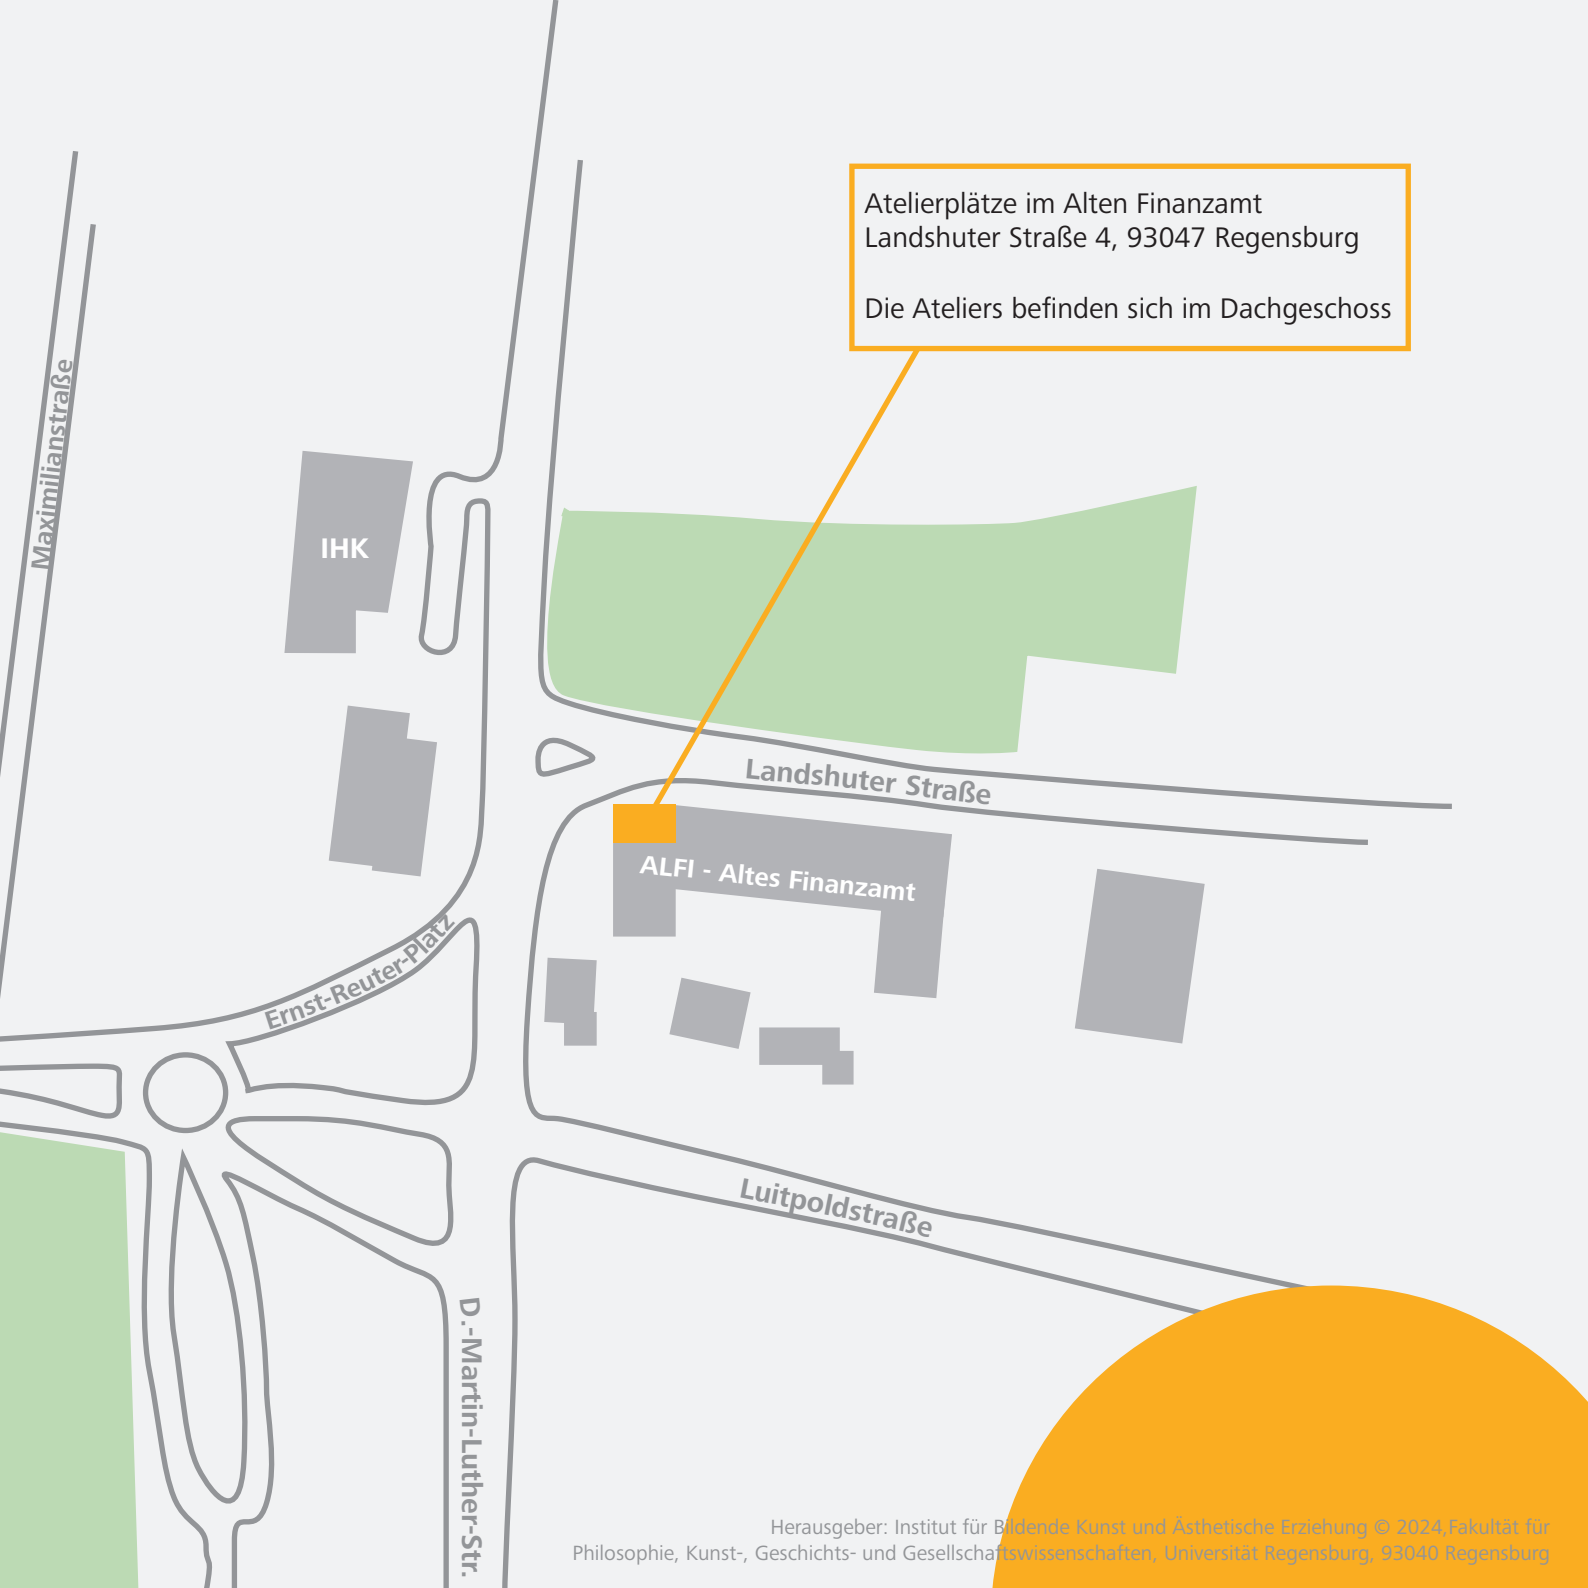 Atelierplätze im Alten Finanzamt
Landshuter Straße 4, 93047 Regensburg
Die Ateliers befinden sich im Dachgeschoss
Maximilianstraße
IHK
Landshuter Straße
ALFI - Altes Finanzamt
Ernst-Reuter-Platz
Luitpoldstraße
D.-Martin-Luther-Str.
Herausgeber: Institut für Bildende Kunst und Ästhetische Erziehung © 2024,Fakultät für
Philosophie, Kunst-, Geschichts- und Gesellschaftswissenschaften, Universität Regensburg, 93040 Regensburg